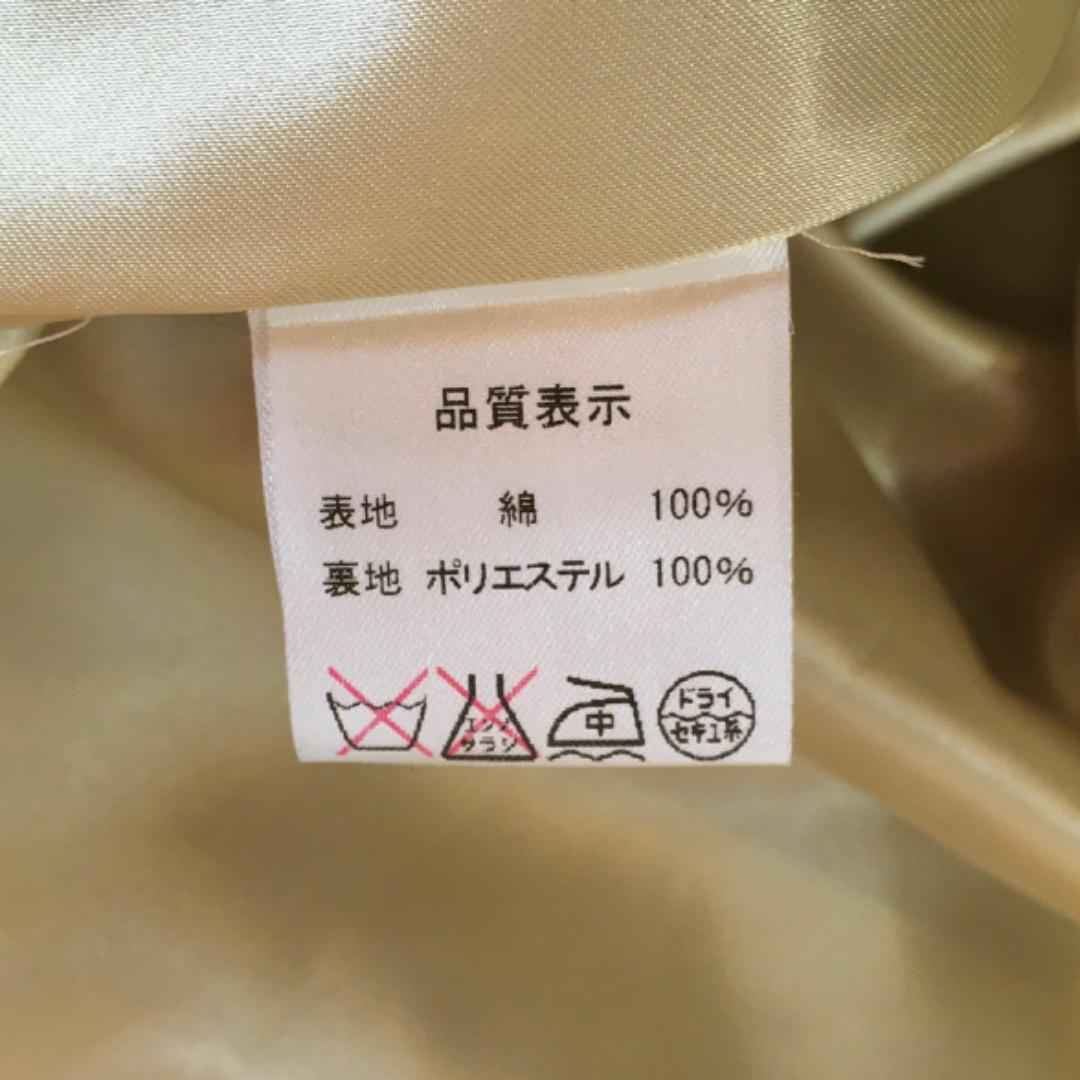 品質表示
表地 綿 100%
裏地 ポリエステル 100%
エンソ
サラシ
中
ドライ
セキユ系